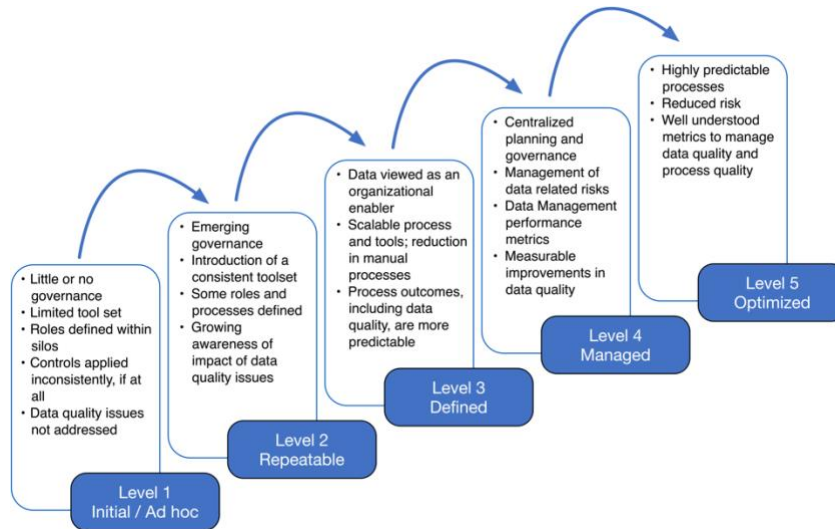 • Little or no
governance
• Limited tool set
• Roles defined within
silos
• Controls applied
inconsistently, if at
all
• Data quality issues
not addressed
Level 1
Initial / Ad hoc
• Emerging
governance
• Introduction of a
consistent toolset
• Some roles and
processes defined
• Growing
awareness of
impact of data
quality issues
Level 2
Repeatable
• Data viewed as an
organizational
enabler
• Scalable process
and tools; reduction
in manual
processes
• Process outcomes,
including data
quality, are more
predictable
Level 3
Defined
• Centralized
planning and
governance
• Management of
data related risks
• Data Management
performance
metrics
• Measurable
improvements in
data quality
Level 4
Managed
• Highly predictable
processes
• Reduced risk
• Well understood
metrics to manage
data quality and
process quality
Level 5
Optimized